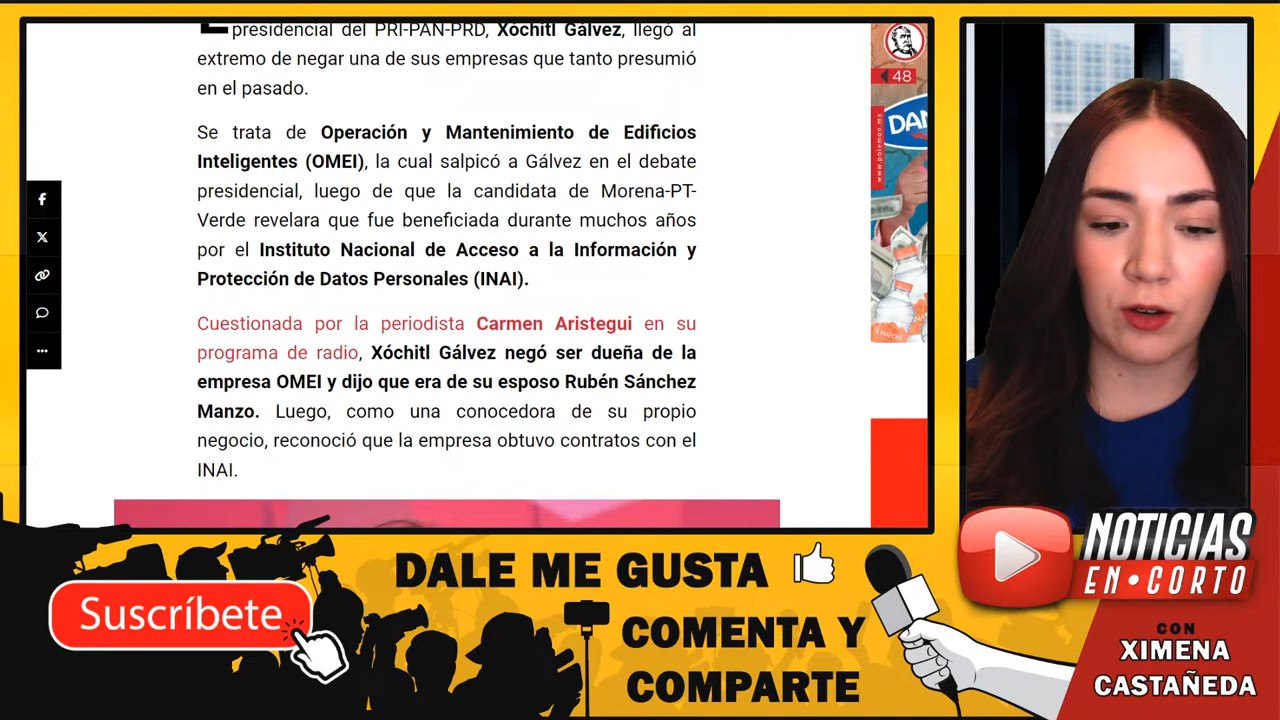 presidencial del PRI-PAN-PRD, Xóchitl Gálvez, llegó al
extremo de negar una de sus empresas que tanto presumió
en el pasado.
Se trata de Operación y Mantenimiento de Edificios
Inteligentes (OMEI), la cual salpicó a Gálvez en el debate
presidencial, luego de que la candidata de Morena-PT-
Verde revelara que fue beneficiada durante muchos años
por el Instituto Nacional de Acceso a la Información y
Protección de Datos Personales (INAI).
Cuestionada por la periodista Carmen Aristegui en su
programa de radio, Xóchitl Gálvez negó ser dueña de la
empresa OMEI y dijo que era de su esposo Rubén Sánchez
Manzo. Luego, como una conocedora de su propio
negocio, reconoció que la empresa obtuvo contratos con el
INAI.
48
www.polemon.mx
DAN
Suscríbete
DALE ME GUSTA
COMENTA Y
COMPARTE
NOTICIAS
EN•CORTO
CON
XIMENA
CASTAÑEDA